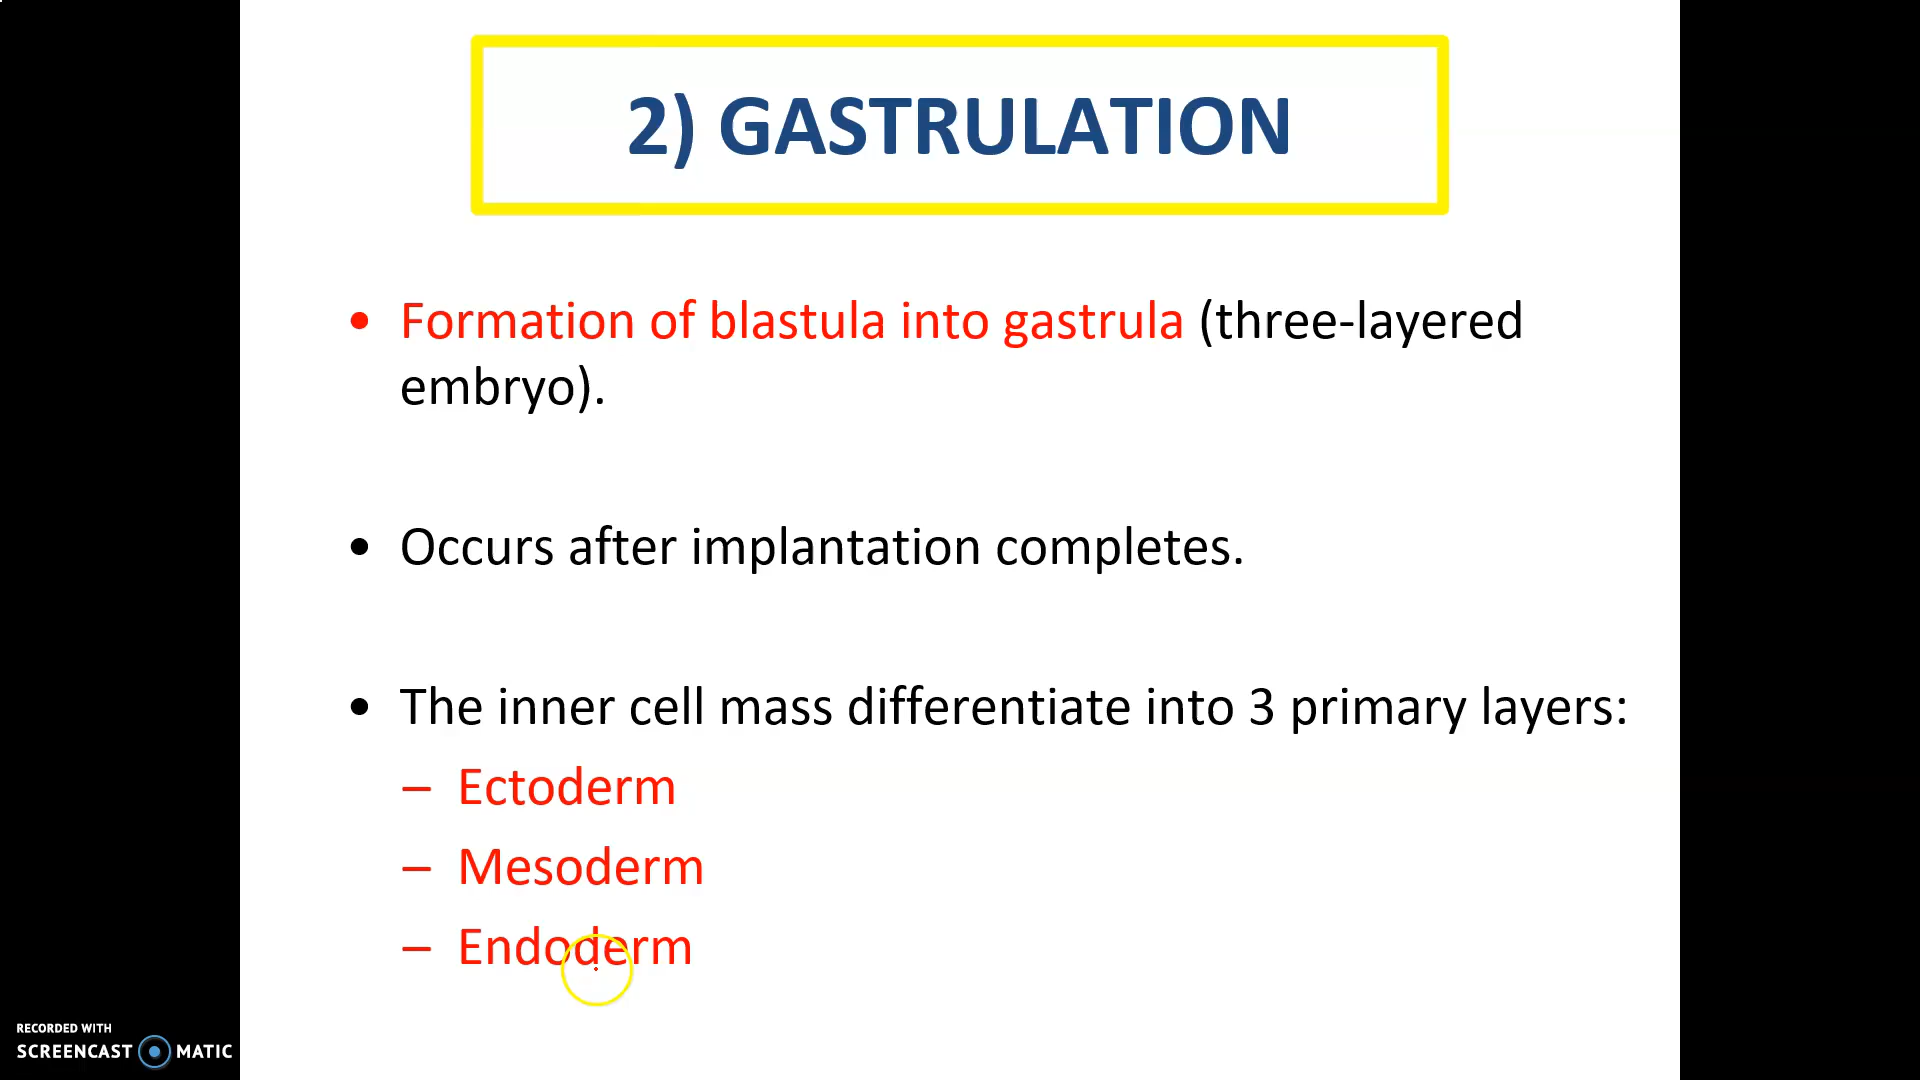 2) GASTRULATION
• Formation of blastula into gastrula (three-layered
embryo).
• Occurs after implantation completes.
• The inner cell mass differentiate into 3 primary layers:
– Ectoderm
– Mesoderm
– Endoderm
RECORDED WITH
SCREENCAST MATIC